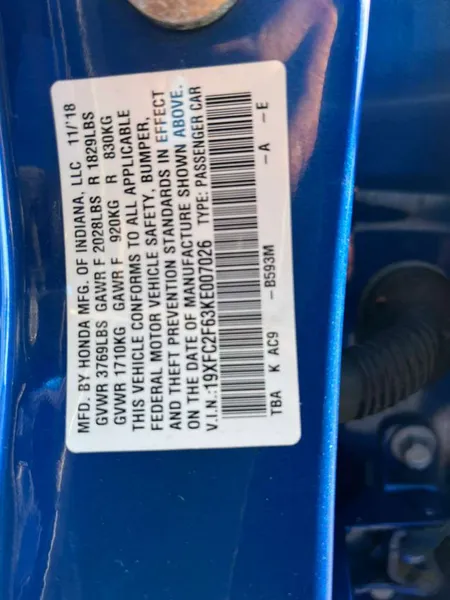 MFD. BY HONDA MFG. OF INDIANA, LLC 11/18
GVWR 3769LBS GAWR F 2028LBS R 1829LBS
GVWR 1710KG GAWR F 920KG R 830KG
THIS VEHICLE CONFORMS TO ALL APPLICABLE
FEDERAL MOTOR VEHICLE SAFETY, BUMPER,
AND THEFT PREVENTION STANDARDS IN EFFECT
ON THE DATE OF MANUFACTURE SHOWN ABOVE.
V.I.N.:19XFC2F63KE007026 TYPE: PASSENGER CAR
TBA K AC9 -B593M -A -E